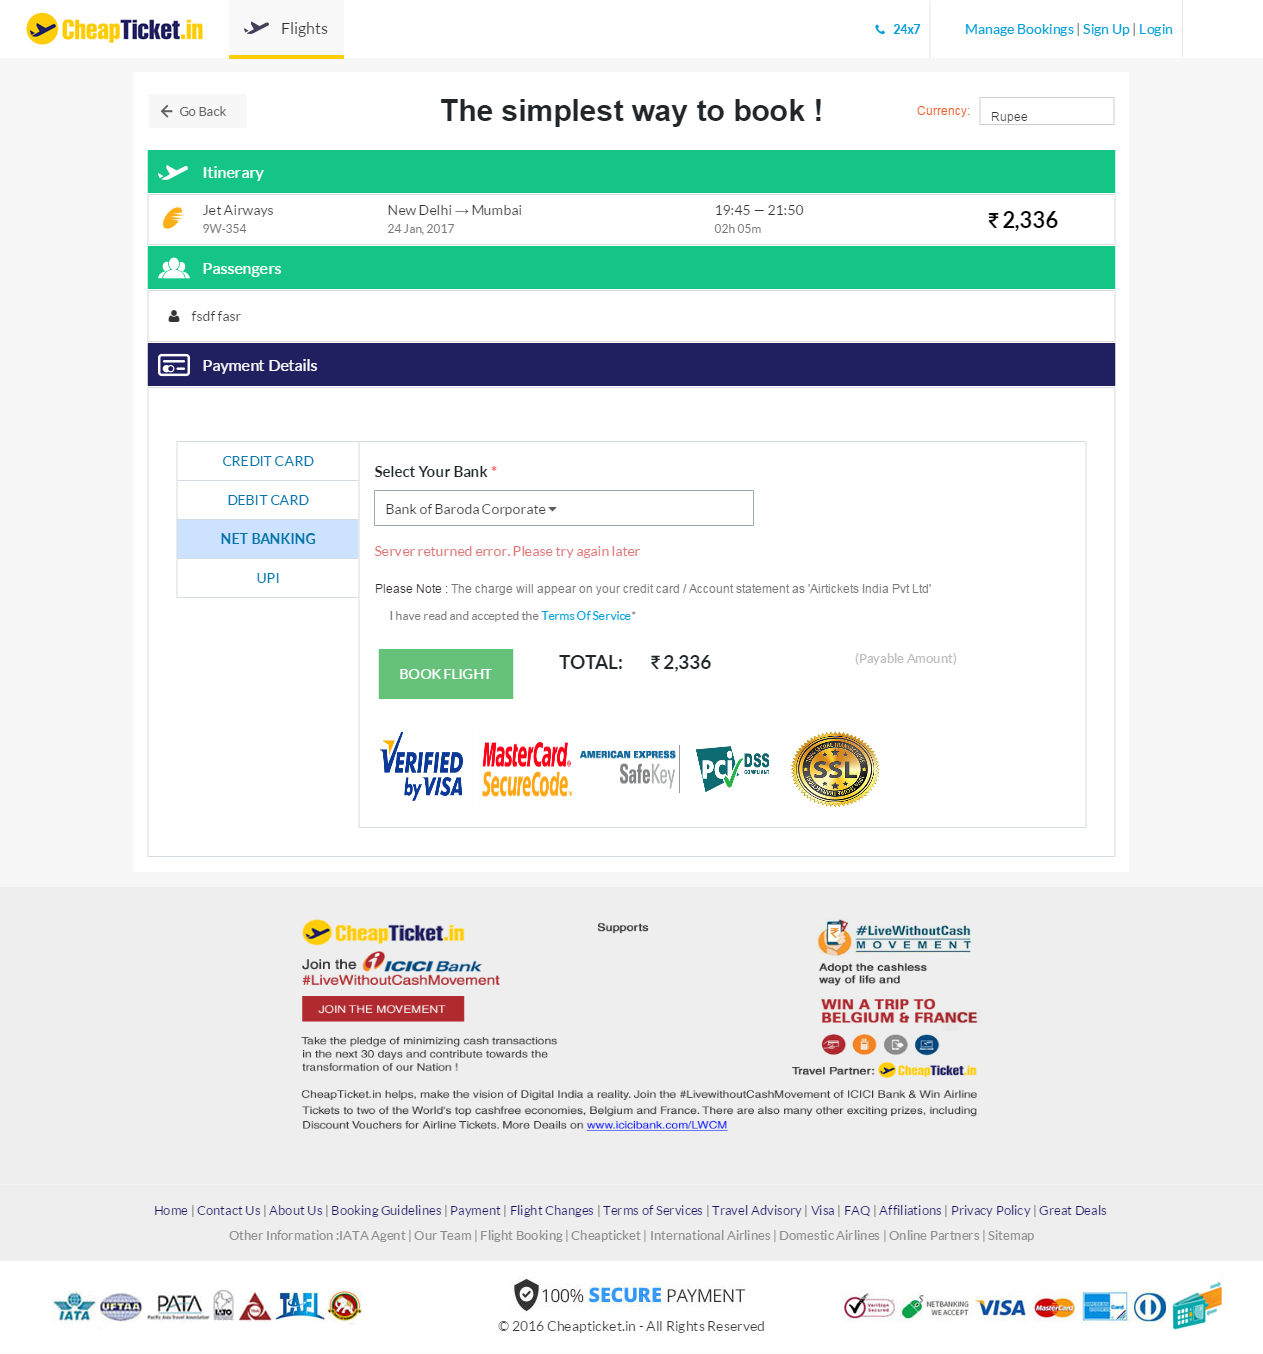 CheapTicket.in
Flights
24x7
Manage Bookings | Sign Up | Login
Go Back
The simplest way to book !
Currency:
Rupee
Itinerary
Jet Airways
New Delhi → Mumbai
19:45 — 21:50
₹ 2,336
9W-354
24 Jan, 2017
02h 05m
Passengers
fsdf fasr
Payment Details
CREDIT CARD
DEBIT CARD
NET BANKING
UPI
Select Your Bank *
Bank of Baroda Corporate
Server returned error. Please try again later
Please Note : The charge will appear on your credit card / Account statement as 'Airtickets India Pvt Ltd'
I have read and accepted the Terms Of Service*
BOOK FLIGHT
TOTAL:
₹ 2,336
(Payable Amount)
VERIFIED
by VISA
MasterCard.
SecureCode.
AMERICAN EXPRESS
SafeKey
PCI
DSS
COMPLIANT
SSL
CheapTicket.in
Join the ICICI Bank
#LiveWithoutCashMovement
JOIN THE MOVEMENT
Take the pledge of minimizing cash transactions
in the next 30 days and contribute towards the
transformation of our Nation !
Supports
#LiveWithoutCash
MOVEMENT
Adopt the cashless
way of life and
WIN A TRIP TO
BELGIUM & FRANCE
Travel Partner: CheapTicket.in
CheapTicket.in helps, make the vision of Digital India a reality. Join the #LivewithoutCashMovement of ICICI Bank & Win Airline
Tickets to two of the World's top cashfree economies, Belgium and France. There are also many other exciting prizes, including
Discount Vouchers for Airline Tickets. More Deails on www.icicibank.com/LWCM
Home | Contact Us | About Us | Booking Guidelines | Payment | Flight Changes | Terms of Services | Travel Advisory | Visa | FAQ | Affiliations | Privacy Policy | Great Deals
Other Information :IATA Agent | Our Team | Flight Booking | Cheapticket | International Airlines | Domestic Airlines | Online Partners | Sitemap
IATA
UFTAA
PATA
Pacific Asia Travel Association
IATO
TAFI
100% SECURE PAYMENT
© 2016 Cheapticket.in - All Rights Reserved
VeriSign
Secured
NETBANKING
WE ACCEPT
VISA
MasterCard